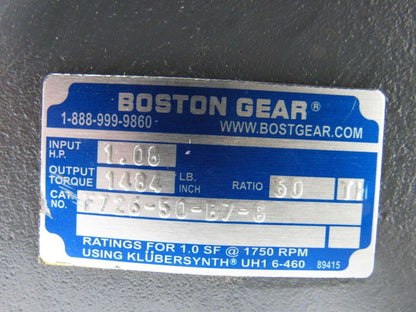 BOSTON GEAR®
1-888-999-9860 WWW.BOSTGEAR.COM
INPUT H.P. 1.06
OUTPUT TORQUE 1484 LB. INCH RATIO 50
CAT. NO. F726-50-B7-G
RATINGS FOR 1.0 SF @ 1750 RPM
USING KLÜBERSYNTH® UH1 6-460 89415